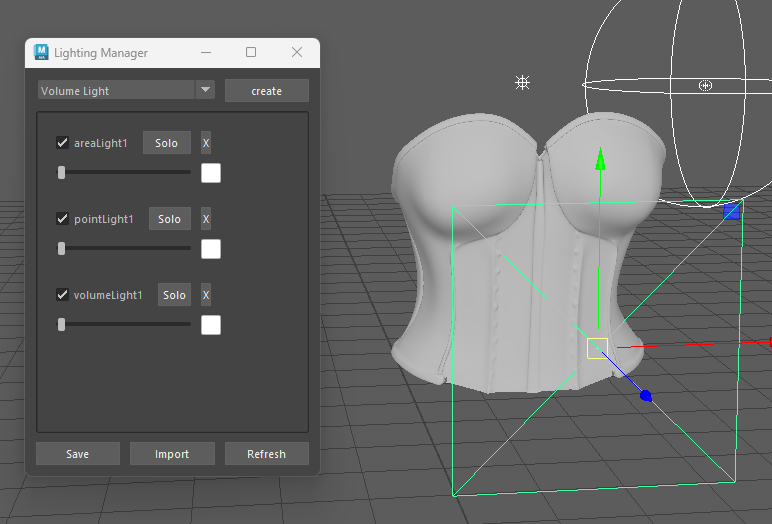 Lighting Manager
Volume Light
create
areaLight1 Solo X
pointLight1 Solo X
volumeLight1 Solo X
Save Import Refresh